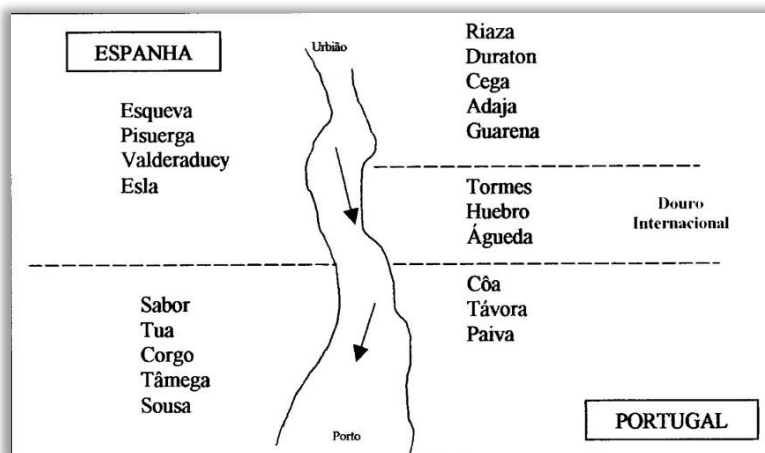 ESPANHA
Urbião
Riaza
Duraton
Cega
Adaja
Guarena
Esqueva
Pisuerga
Valderaduey
Esla
Tormes
Huebro
Águeda
Douro
Internacional
Sabor
Tua
Corgo
Tâmega
Sousa
Côa
Távora
Paiva
Porto
PORTUGAL